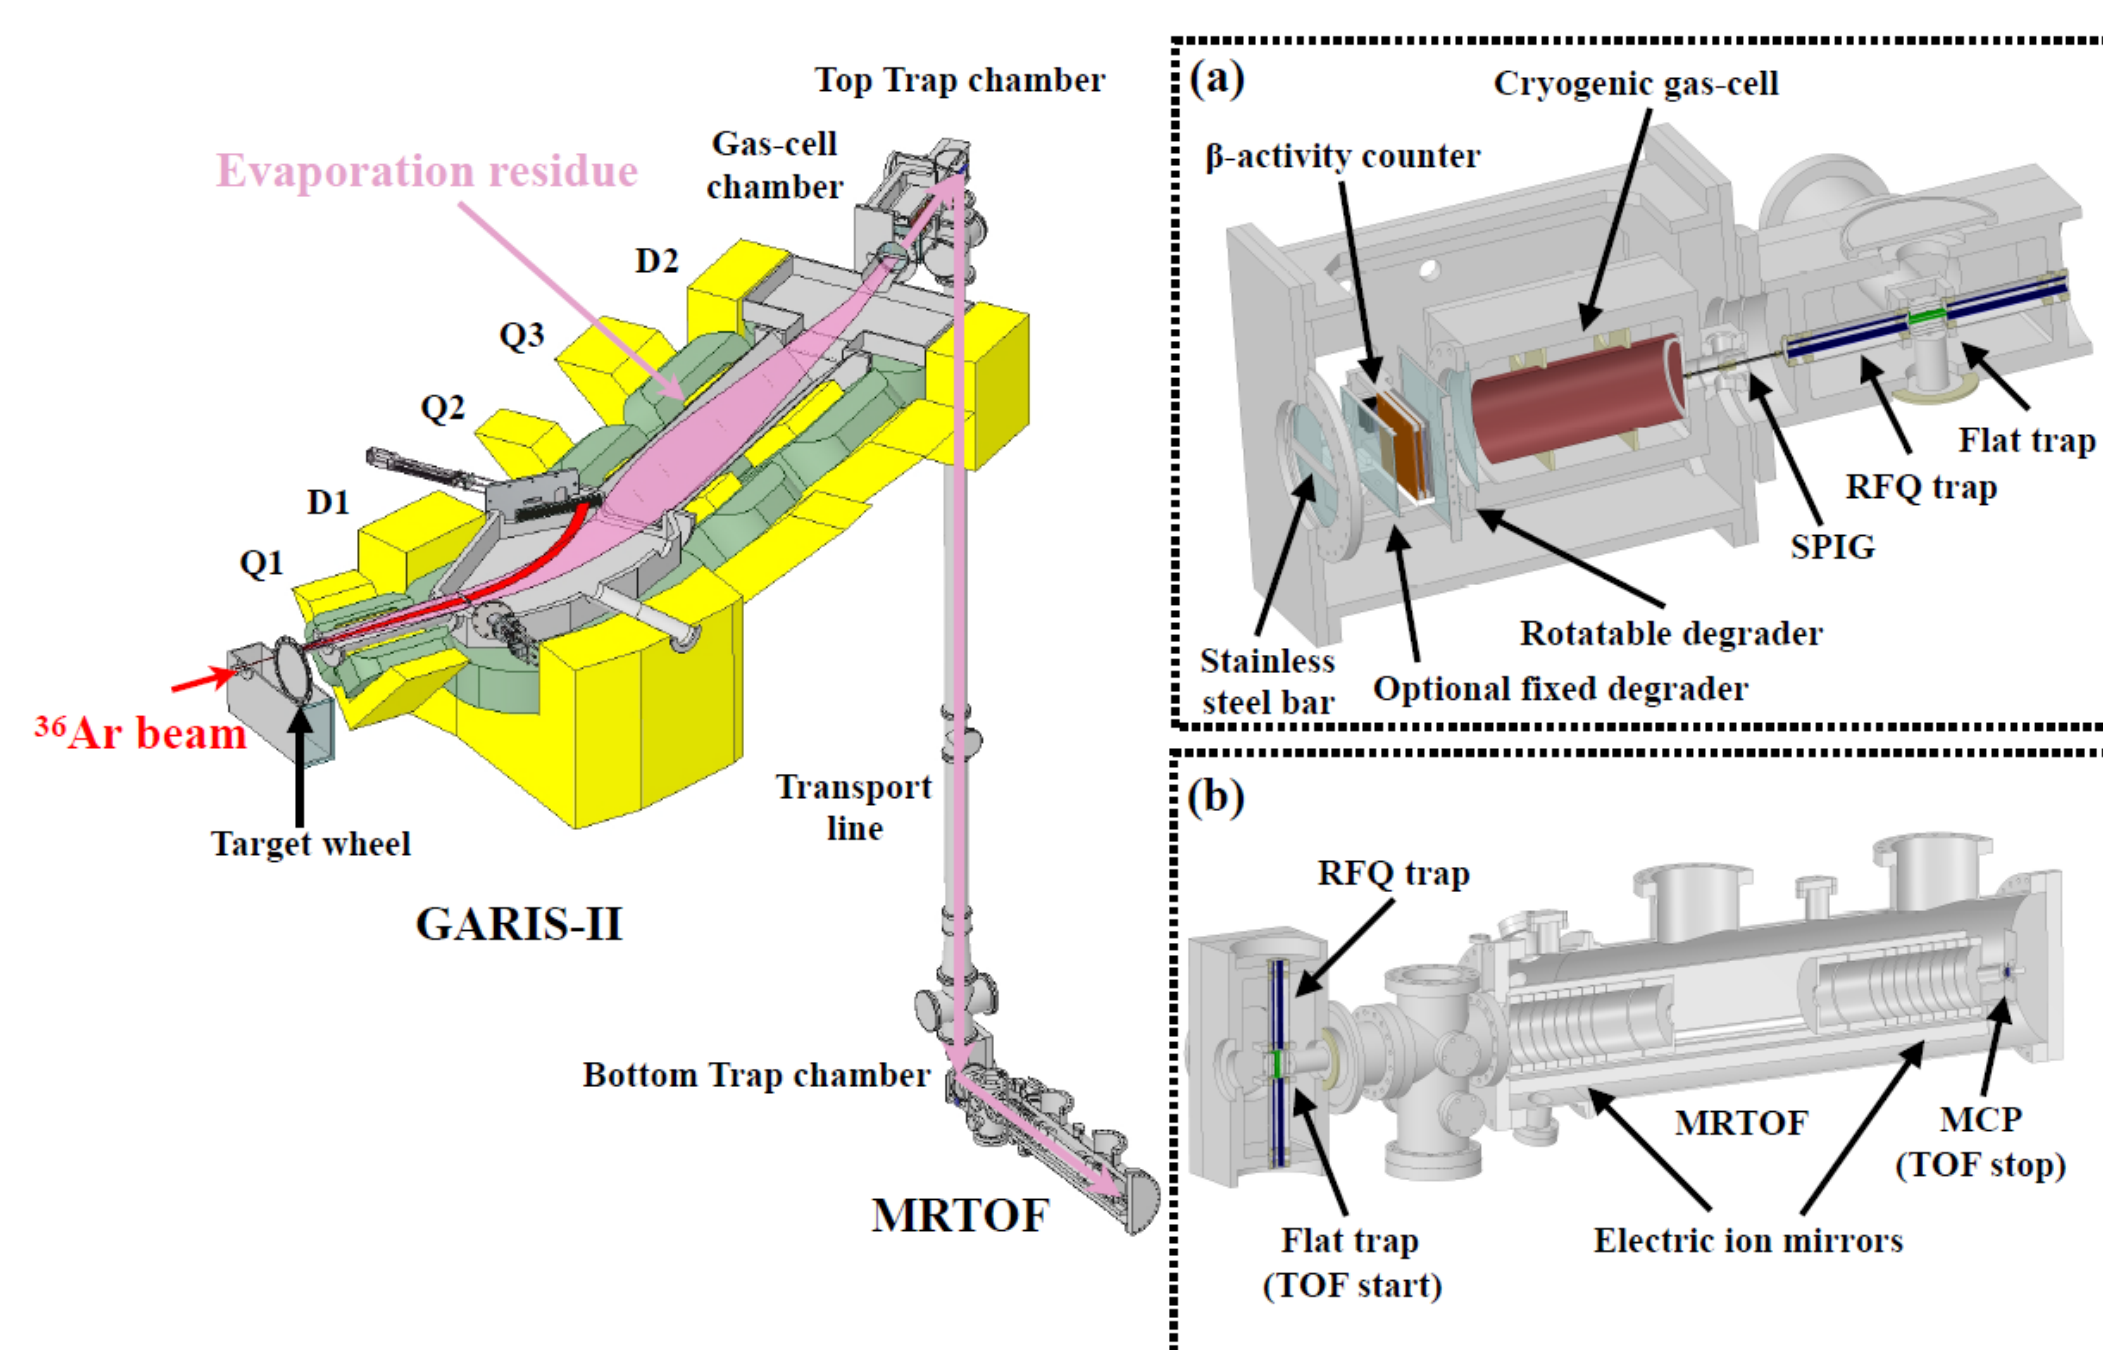 Top Trap chamber
Gas-cell
chamber
Evaporation residue
D2
Q3
Q2
D1
Q1
³⁶Ar beam
Target wheel
GARIS-II
Transport
line
Bottom Trap chamber
MRTOF
(a)
Cryogenic gas-cell
β-activity counter
Flat trap
RFQ trap
SPIG
Rotatable degrader
Stainless
steel bar
Optional fixed degrader
(b)
RFQ trap
MRTOF
MCP
(TOF stop)
Flat trap
(TOF start)
Electric ion mirrors